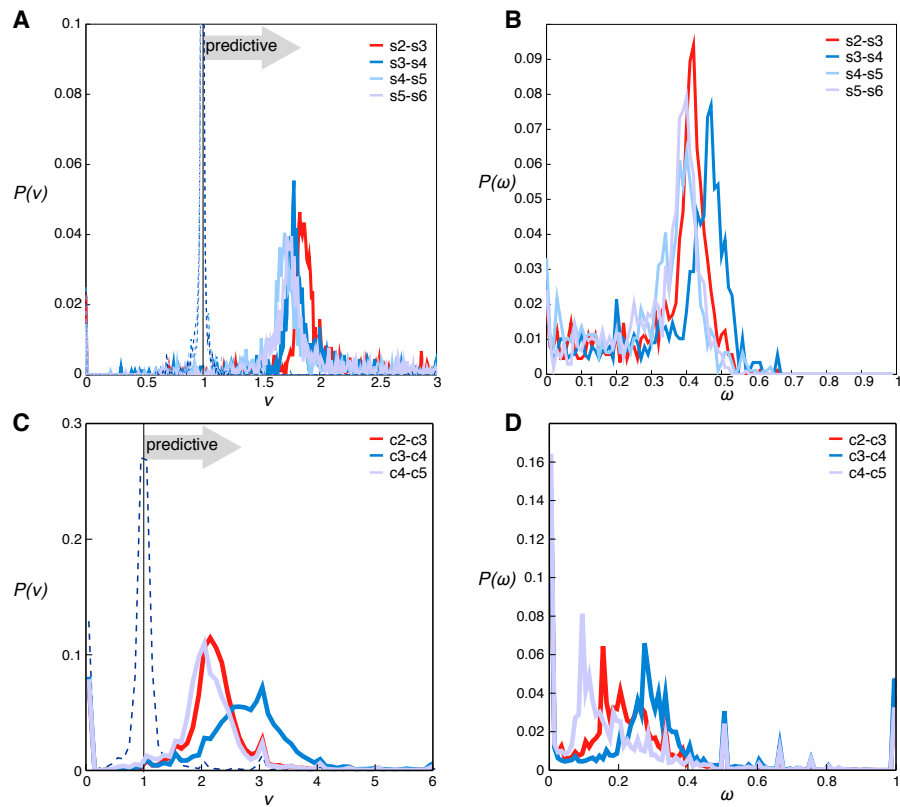 A
0.1
0.08
0.06
0.04
0.02
0
P(v)
predictive
s2-s3
s3-s4
s4-s5
s5-s6
0 0.5 1 1.5 2 2.5 3
v
B
0.09
0.08
0.07
0.06
0.05
0.04
0.03
0.02
0.01
0
P(ω)
s2-s3
s3-s4
s4-s5
s5-s6
0 0.1 0.2 0.3 0.4 0.5 0.6 0.7 0.8 0.9 1
ω
C
0.3
0.2
0.1
0
P(v)
predictive
c2-c3
c3-c4
c4-c5
0 1 2 3 4 5 6
v
D
0.16
0.14
0.12
0.10
0.08
0.06
0.04
0.02
0
P(ω)
c2-c3
c3-c4
c4-c5
0 0.2 0.4 0.6 0.8 1
ω